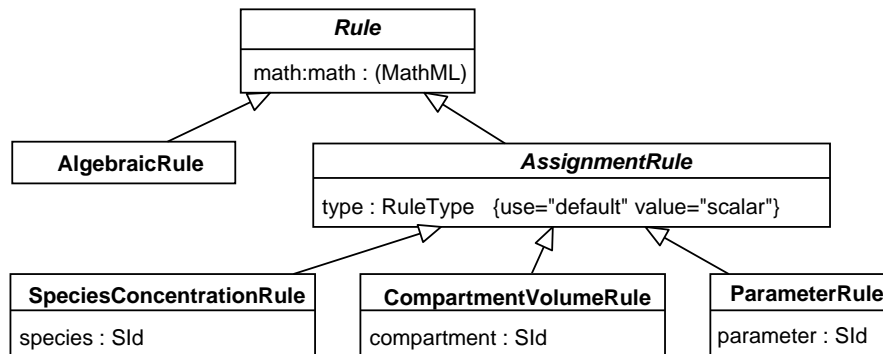 Rule
math:math : (MathML)
AlgebraicRule
AssignmentRule
type : RuleType {use="default" value="scalar"}
SpeciesConcentrationRule
species : SId
CompartmentVolumeRule
compartment : SId
ParameterRule
parameter : SId